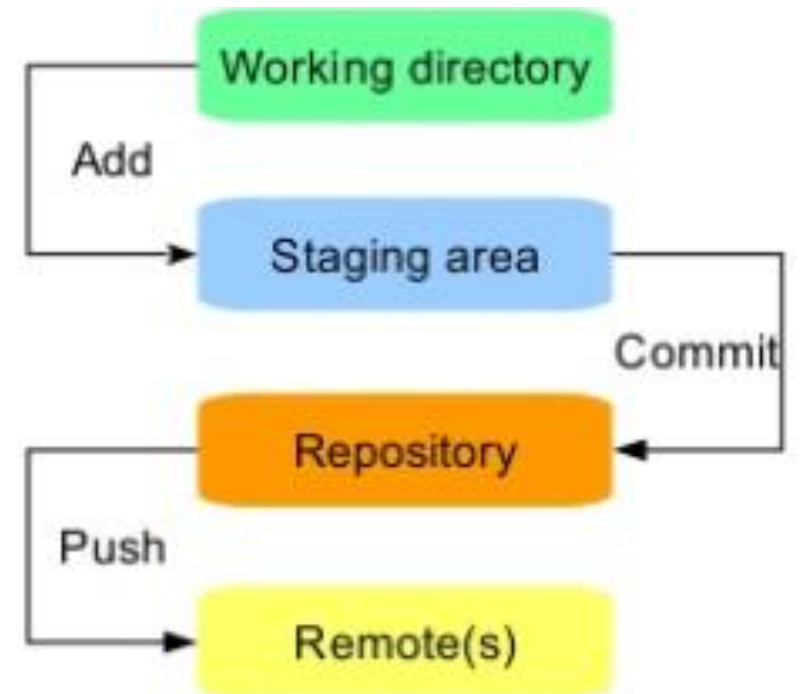 Working directory
Add
Staging area
Commit
Repository
Push
Remote(s)